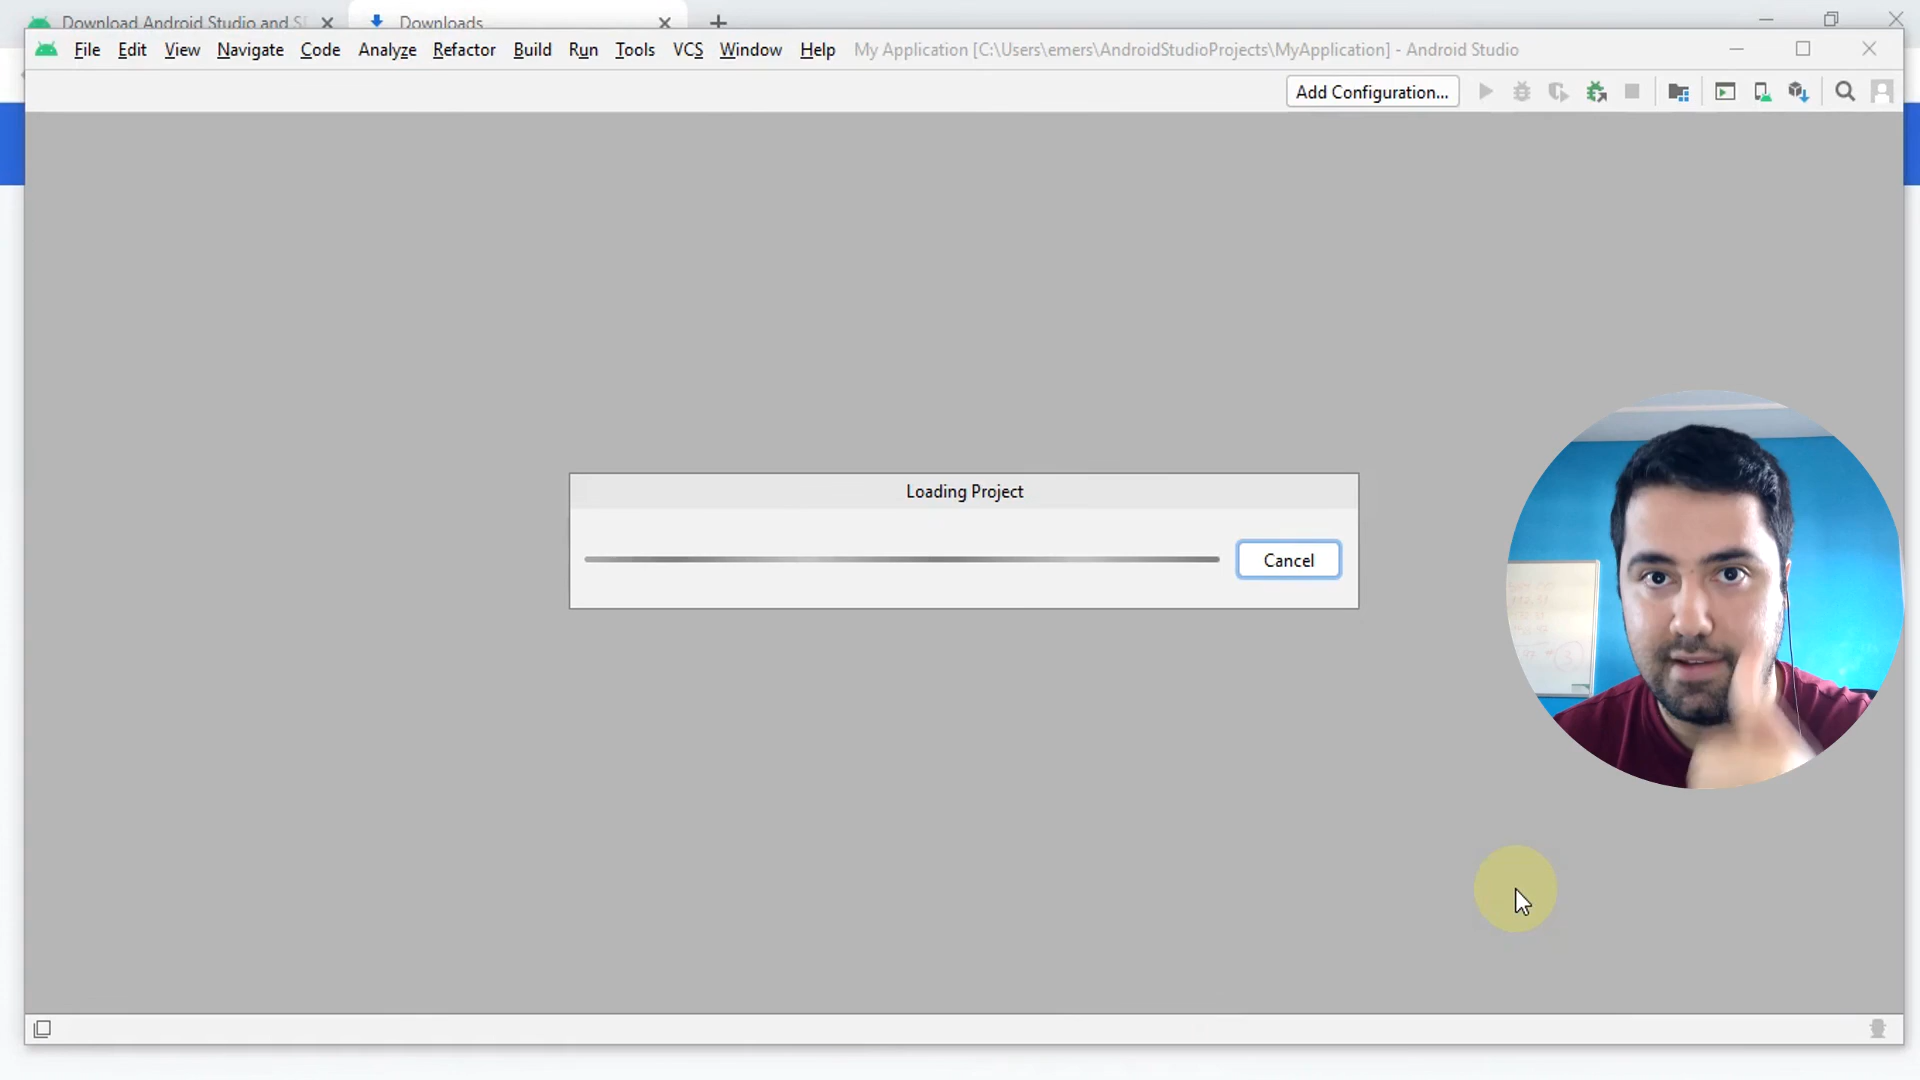 Download Android Studio and S
Downloads
File Edit View Navigate Code Analyze Refactor Build Run Tools VCS Window Help My Application [C:\Users\emers\AndroidStudioProjects\MyApplication] - Android Studio
Add Configuration...
Loading Project
Cancel